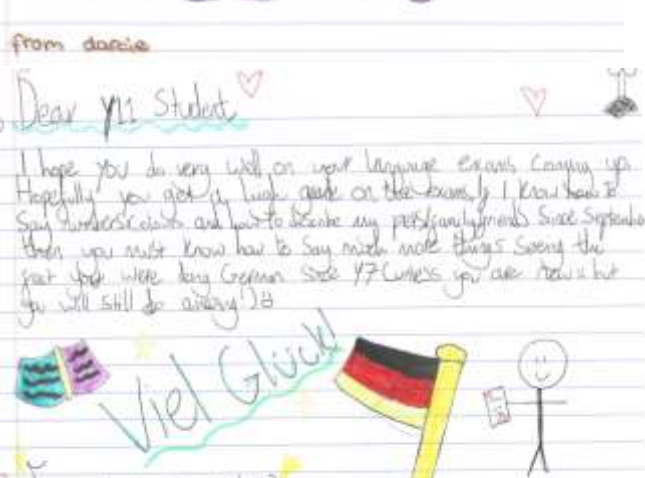 from darcie
Dear Y11 Student
I hope you do very well on your language exams coming up.
Hopefully you get a high grade on the exams. If I know how to
say numbers, colours and how to describe my pets, family, friends since September
then you must know how to say much more things seeing the
fact you were doing German since Y7 (unless you are new) but
you will still do amazing!
Viel Glück!